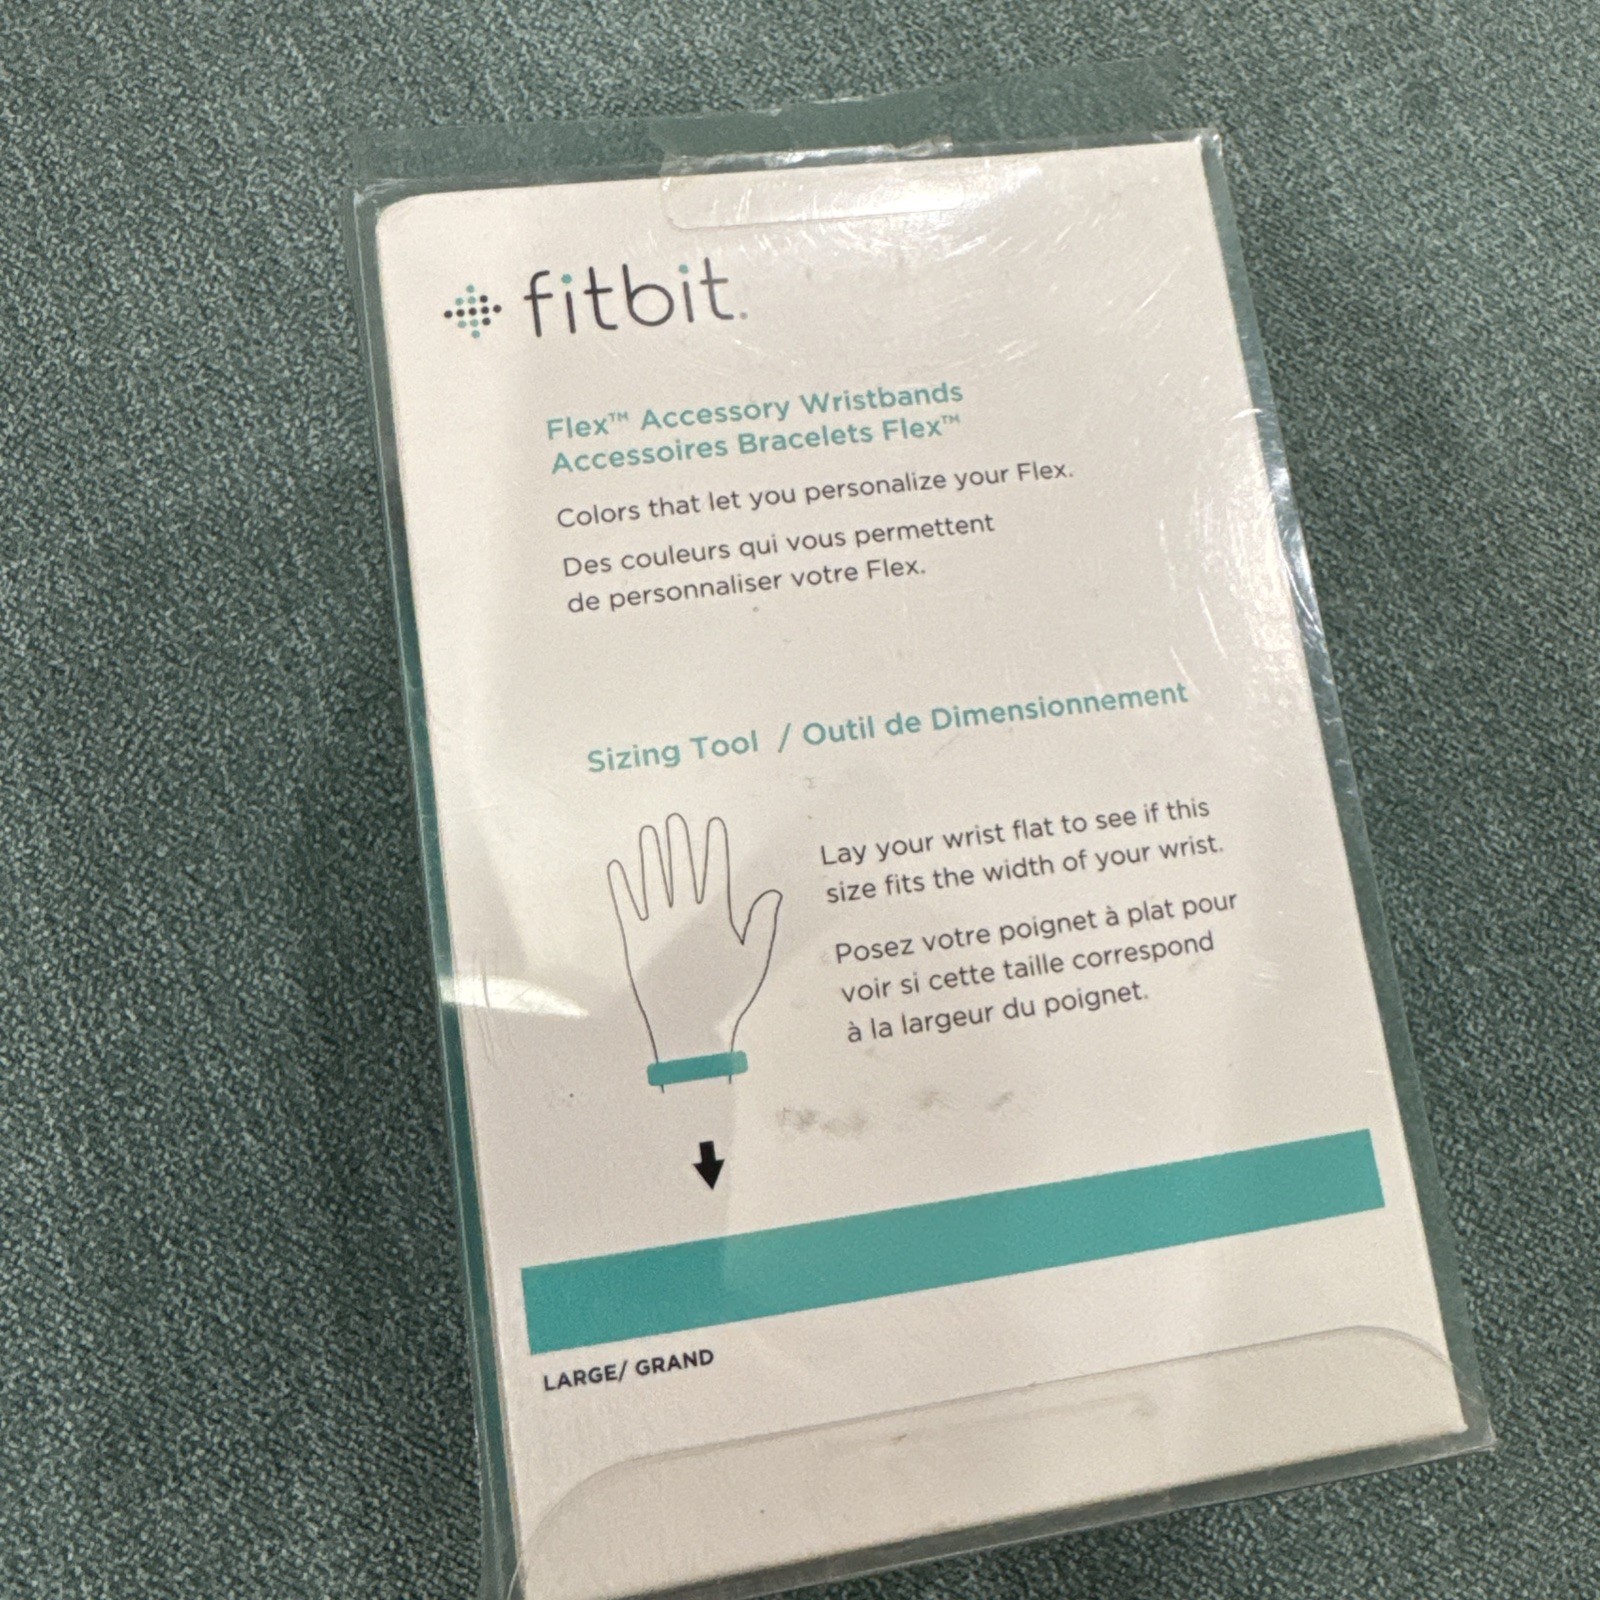 fitbit.
Flex™ Accessory Wristbands
Accessoires Bracelets Flex™
Colors that let you personalize your Flex.
Des couleurs qui vous permettent
de personnaliser votre Flex.
Sizing Tool / Outil de Dimensionnement
Lay your wrist flat to see if this
size fits the width of your wrist.
Posez votre poignet à plat pour
voir si cette taille correspond
à la largeur du poignet.
LARGE/ GRAND